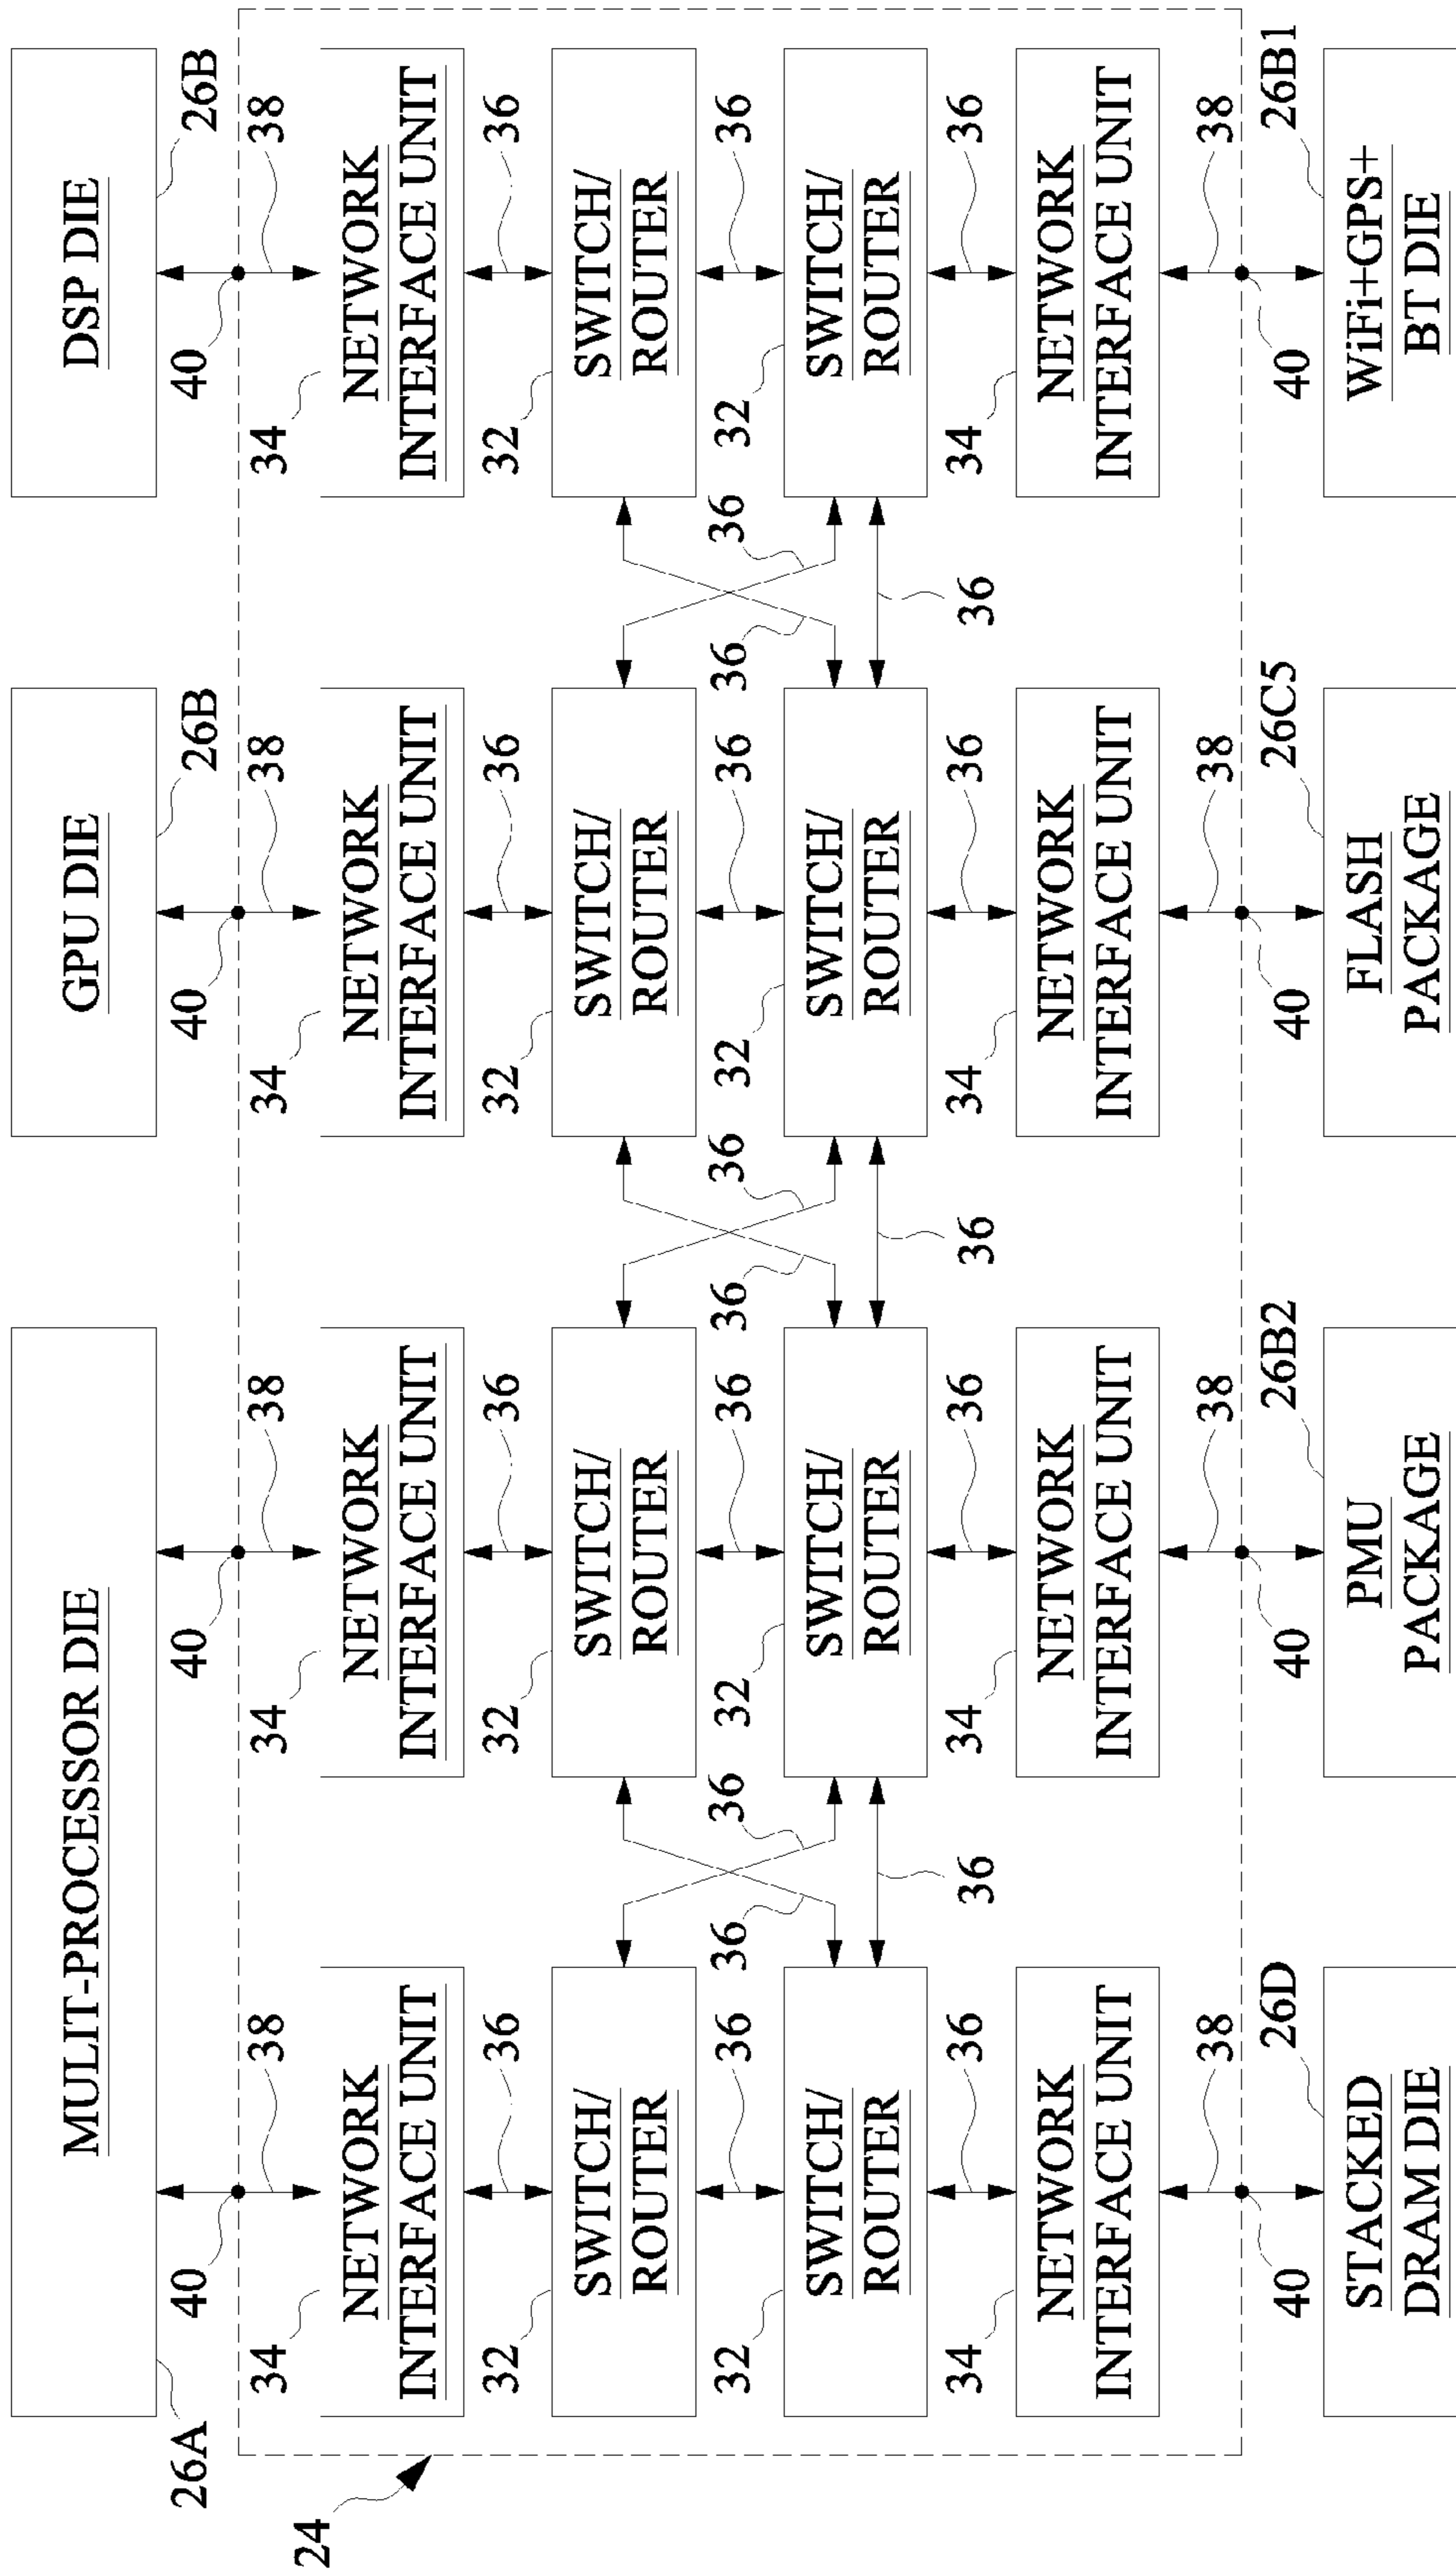 MULIT-PROCESSOR DIE GPU DIE DSP DIE
26A 40 40 40 26B 40 26B
34 38 34 38 34 38 34 38
24
NETWORK NETWORK NETWORK NETWORK
INTERFACE UNIT INTERFACE UNIT INTERFACE UNIT INTERFACE UNIT
32 36 32 36 32 36 32 36
SWITCH/ SWITCH/ SWITCH/ SWITCH/
ROUTER ROUTER ROUTER ROUTER
32 36 36 36 32 36 36 36 32 36 36 36 32 36
SWITCH/ SWITCH/ SWITCH/ SWITCH/
ROUTER ROUTER ROUTER ROUTER
34 36 36 34 36 36 34 36 36 34 36
NETWORK NETWORK NETWORK NETWORK
INTERFACE UNIT INTERFACE UNIT INTERFACE UNIT INTERFACE UNIT
38 38 38 38
40 26D 40 26B2 40 26C5 40 26B1
STACKED PMU FLASH WiFi+GPS+
DRAM DIE PACKAGE PACKAGE BT DIE